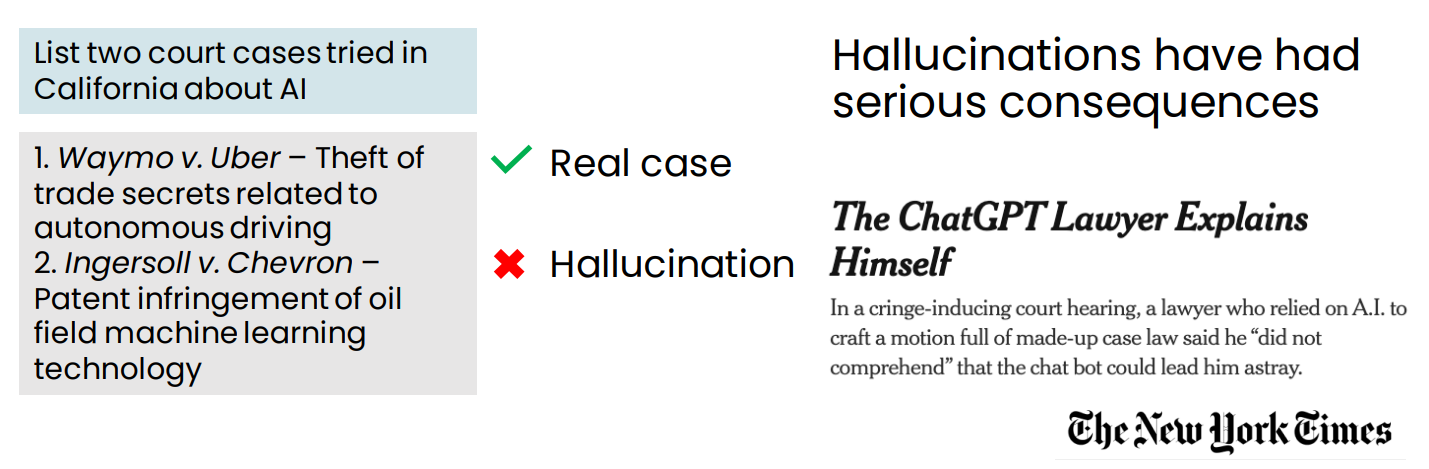 List two court cases tried in
California about AI
1. Waymo v. Uber – Theft of
trade secrets related to
autonomous driving
2. Ingersoll v. Chevron –
Patent infringement of oil
field machine learning
technology
Real case
Hallucination
Hallucinations have had
serious consequences
The ChatGPT Lawyer Explains
Himself
In a cringe-inducing court hearing, a lawyer who relied on A.I. to
craft a motion full of made-up case law said he “did not
comprehend” that the chat bot could lead him astray.
The New York Times